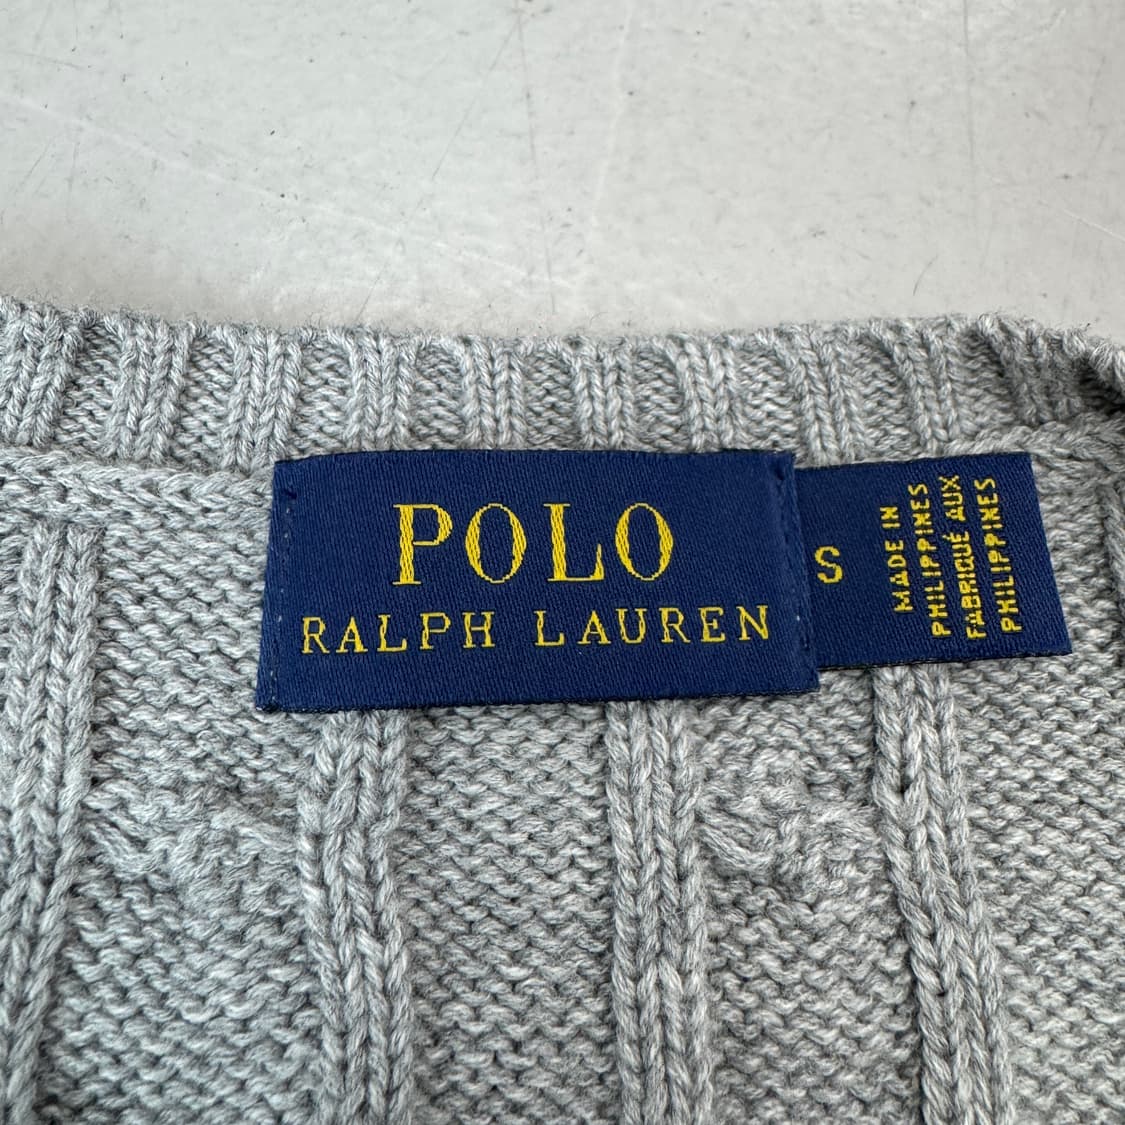 POLO
RALPH LAUREN
S
MADE IN
PHILIPPINES
FABRIQUÉ AUX
PHILIPPINES